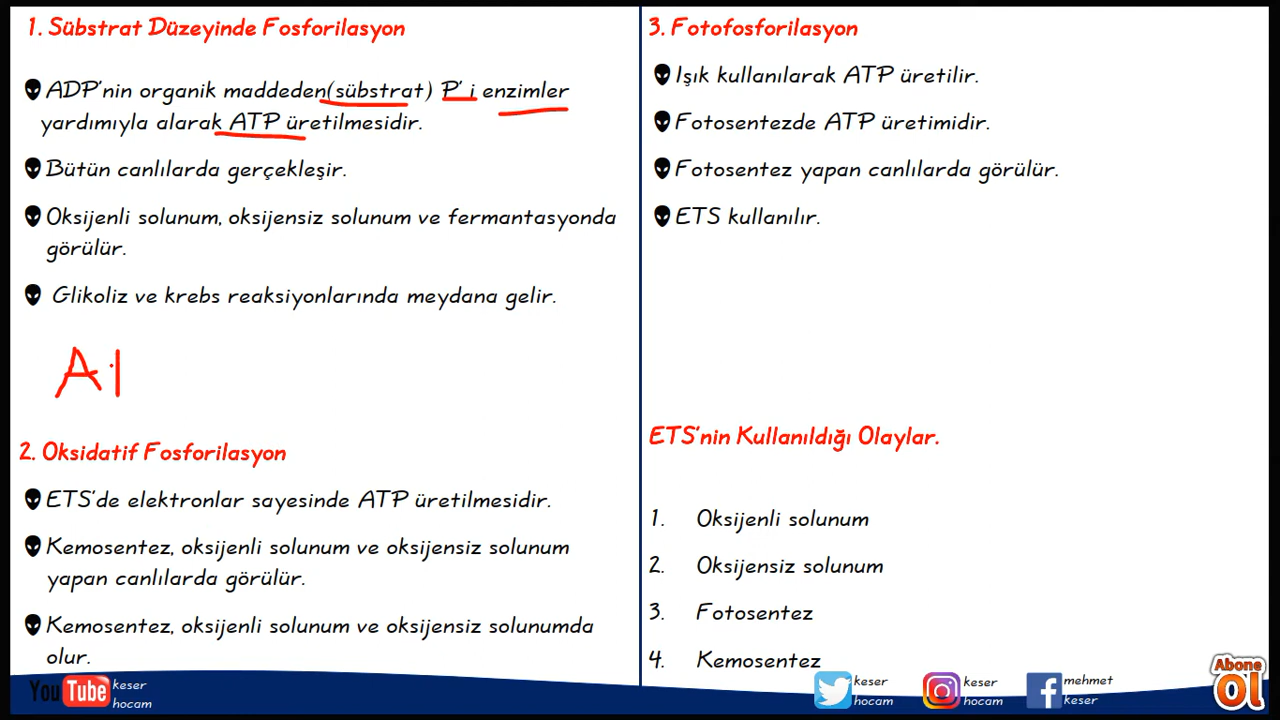 1. Sübstrat Düzeyinde Fosforilasyon
ADP'nin organik maddeden(sübstrat) P' i enzimler
yardımıyla alarak ATP üretilmesidir.
Bütün canlılarda gerçekleşir.
Oksijenli solunum, oksijensiz solunum ve fermantasyonda
görülür.
Glikoliz ve krebs reaksiyonlarında meydana gelir.
2. Oksidatif Fosforilasyon
ETS'de elektronlar sayesinde ATP üretilmesidir.
Kemosentez, oksijenli solunum ve oksijensiz solunum
yapan canlılarda görülür.
Kemosentez, oksijenli solunum ve oksijensiz solunumda
olur.
3. Fotofosforilasyon
Işık kullanılarak ATP üretilir.
Fotosentezde ATP üretimidir.
Fotosentez yapan canlılarda görülür.
ETS kullanılır.
ETS'nin Kullanıldığı Olaylar.
1. Oksijenli solunum
2. Oksijensiz solunum
3. Fotosentez
4. Kemosentez
YouTube
keser
hocam
keser
hocam
keser
hocam
mehmet
keser
Abone
OL